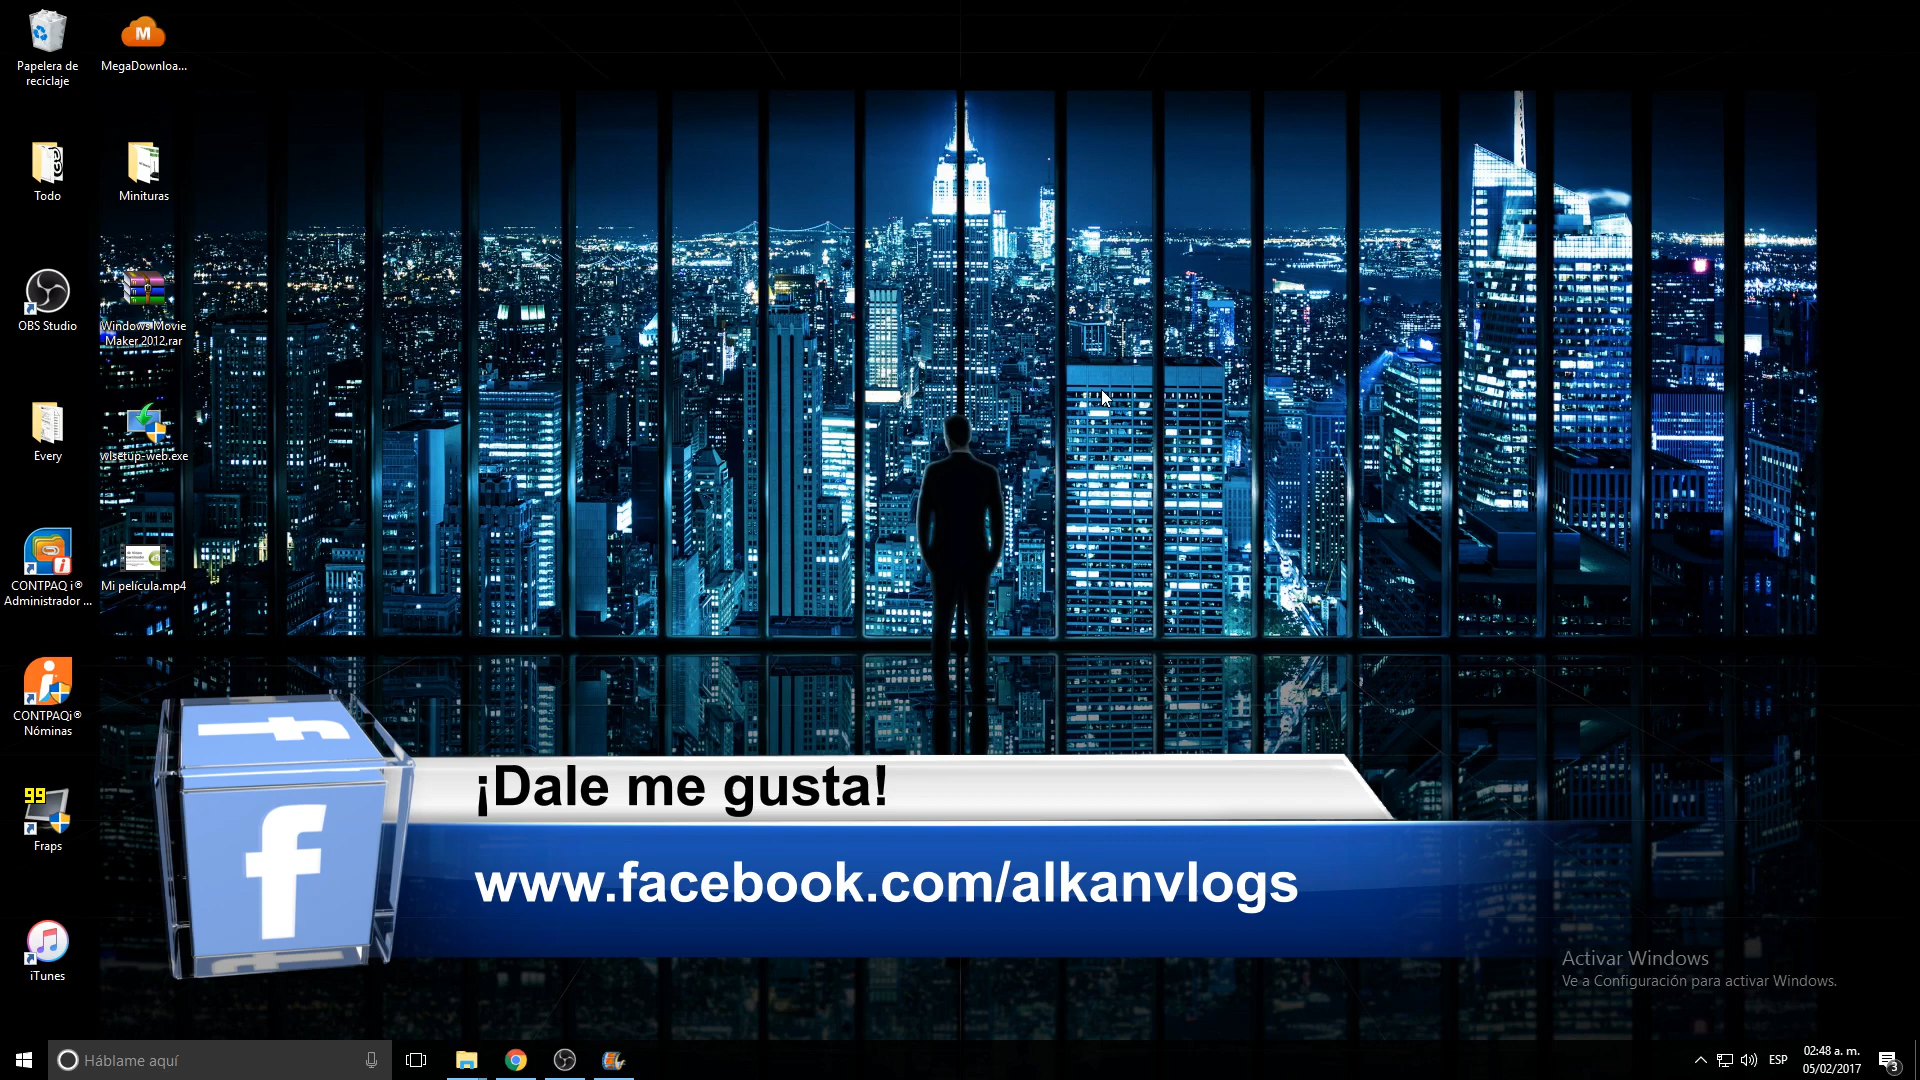 Papelera de
reciclaje
MegaDownloa...
Todo
Minituras
OBS Studio
Windows Movie
Maker 2012.rar
Every
wlsetup-web.exe
CONTPAQ i®
Administrador ...
Mi película.mp4
CONTPAQi®
Nóminas
99
Fraps
iTunes
¡Dale me gusta!
www.facebook.com/alkanvlogs
Activar Windows
Ve a Configuración para activar Windows.
Háblame aquí
ESP
02:48 a. m.
05/02/2017
3